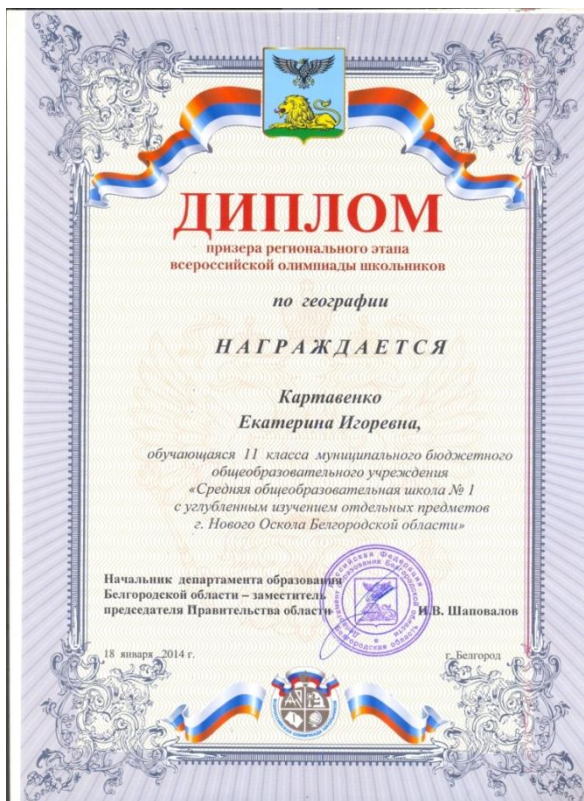 ДИПЛОМ
призера регионального этапа
всероссийской олимпиады школьников
по географии
НАГРАЖДАЕТСЯ
Картавенко
Екатерина Игоревна,
обучающаяся 11 класса муниципального бюджетного
общеобразовательного учреждения
«Средняя общеобразовательная школа № 1
с углубленным изучением отдельных предметов
г. Нового Оскола Белгородской области»
Начальник департамента образования
Белгородской области – заместитель
председателя Правительства области И.В. Шаповалов
18 января 2014 г. г. Белгород